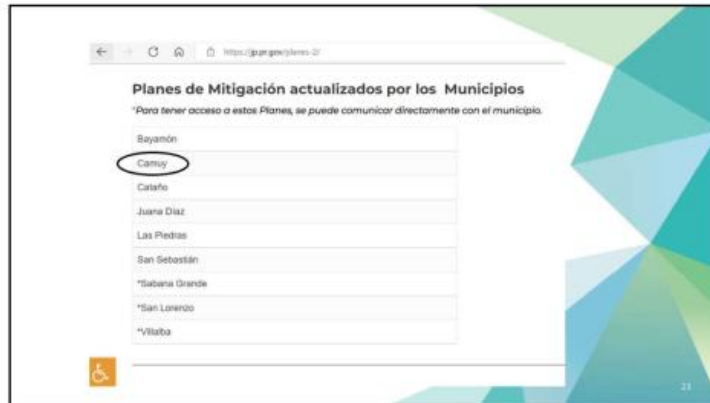 https://jp.pr.gov/planes-2/
Planes de Mitigación actualizados por los Municipios
*Para tener acceso a estos Planes, se puede comunicar directamente con el municipio.
Bayamón
Camuy
Cataño
Juana Díaz
Las Piedras
San Sebastián
*Sabana Grande
*San Lorenzo
*Villalba
21